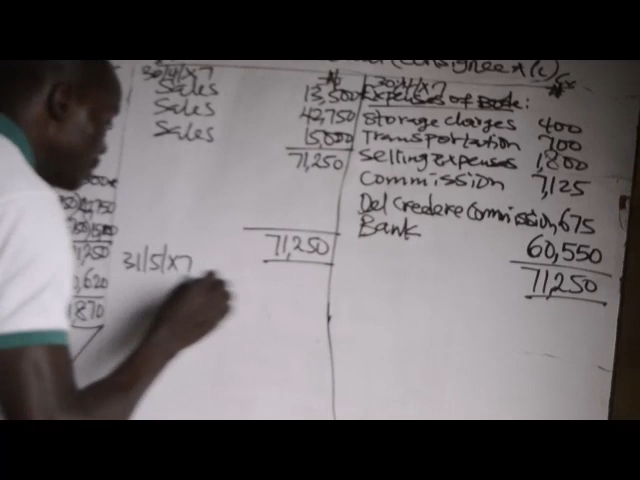 (Consignee A/C)
30/4/X7 ₦
Sales 13,500
Sales 42,750
Sales 15,000
71,250
71,250
31/5/X7
30/4/X7 ₦
Expenses of :
Storage charges 400
Transportation 700
Selling expenses 1,800
Commission 7,125
Del Credere Commission, 675
Bank
60,550
71,250